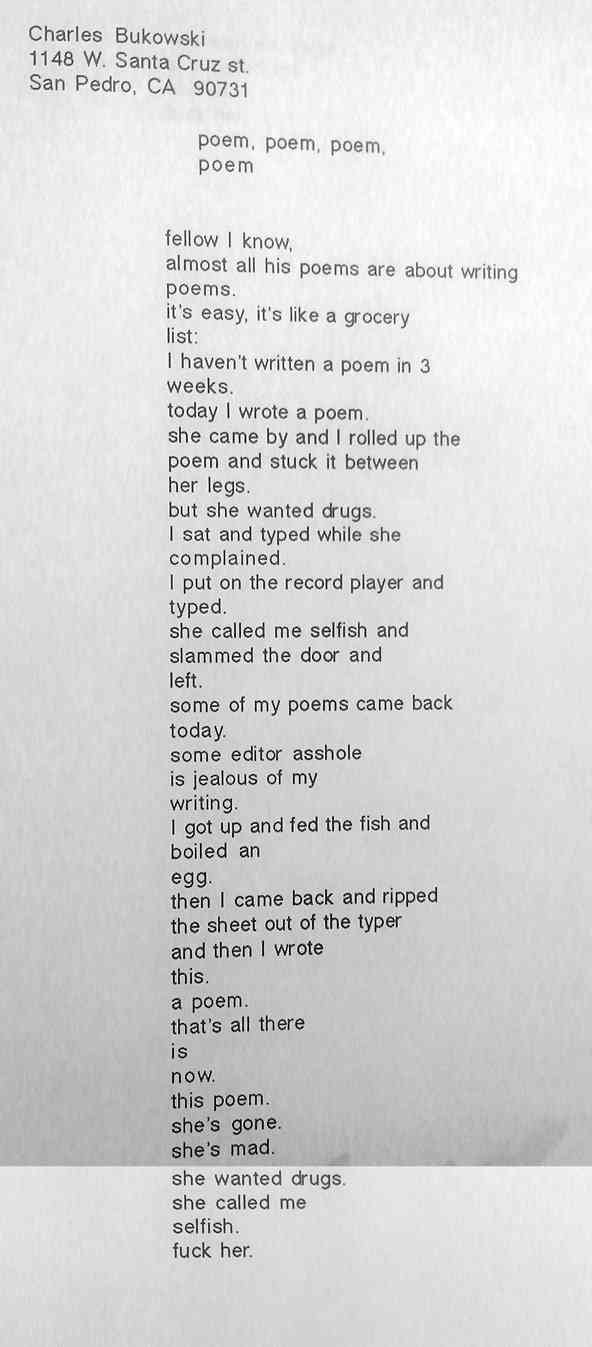 Charles Bukowski
1148 W. Santa Cruz st.
San Pedro, CA 90731
poem, poem, poem,
poem
fellow I know,
almost all his poems are about writing
poems.
it's easy, it's like a grocery
list:
I haven't written a poem in 3
weeks.
today I wrote a poem.
she came by and I rolled up the
poem and stuck it between
her legs.
but she wanted drugs.
I sat and typed while she
complained.
I put on the record player and
typed.
she called me selfish and
slammed the door and
left.
some of my poems came back
today.
some editor asshole
is jealous of my
writing.
I got up and fed the fish and
boiled an
egg.
then I came back and ripped
the sheet out of the typer
and then I wrote
this.
a poem.
that's all there
is
now.
this poem.
she's gone.
she's mad.
she wanted drugs.
she called me
selfish.
fuck her.